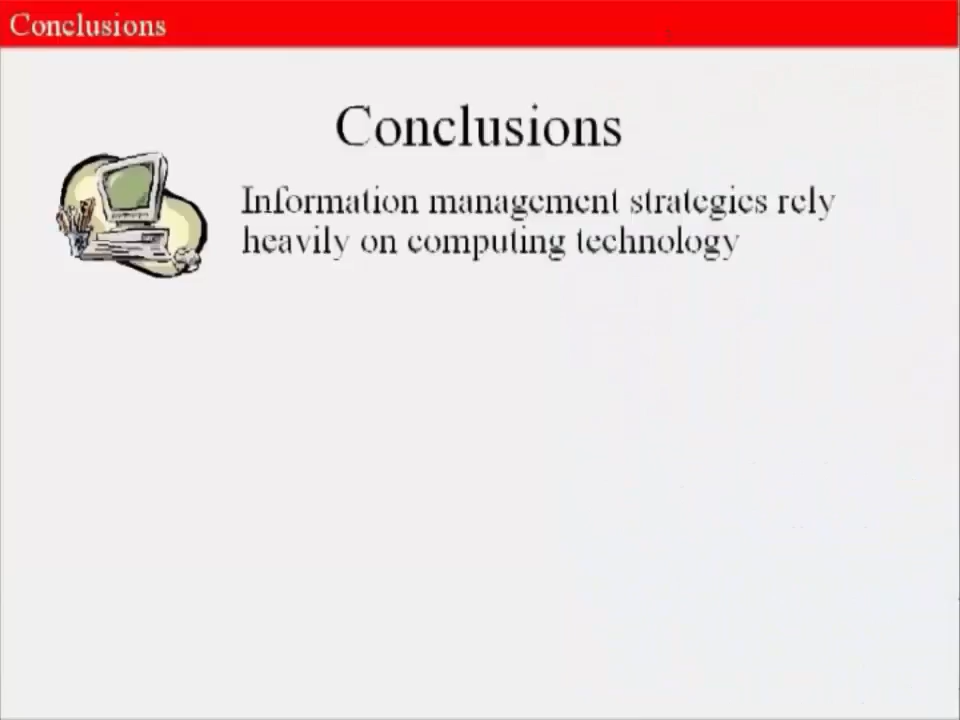 Conclusions
Conclusions
Information management strategies rely
heavily on computing technology